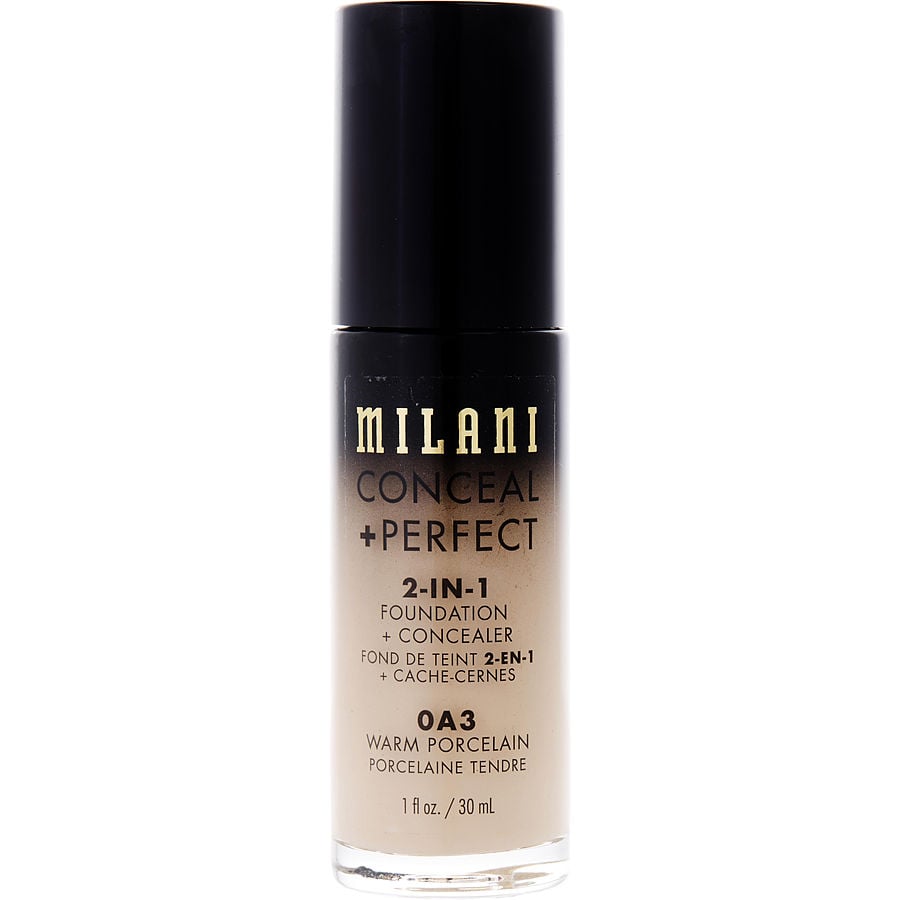 MILANI
CONCEAL
+PERFECT
2-IN-1
FOUNDATION
+ CONCEALER
FOND DE TEINT 2-EN-1
+ CACHE-CERNES
0A3
WARM PORCELAIN
PORCELAINE TENDRE
1 fl oz. / 30 mL